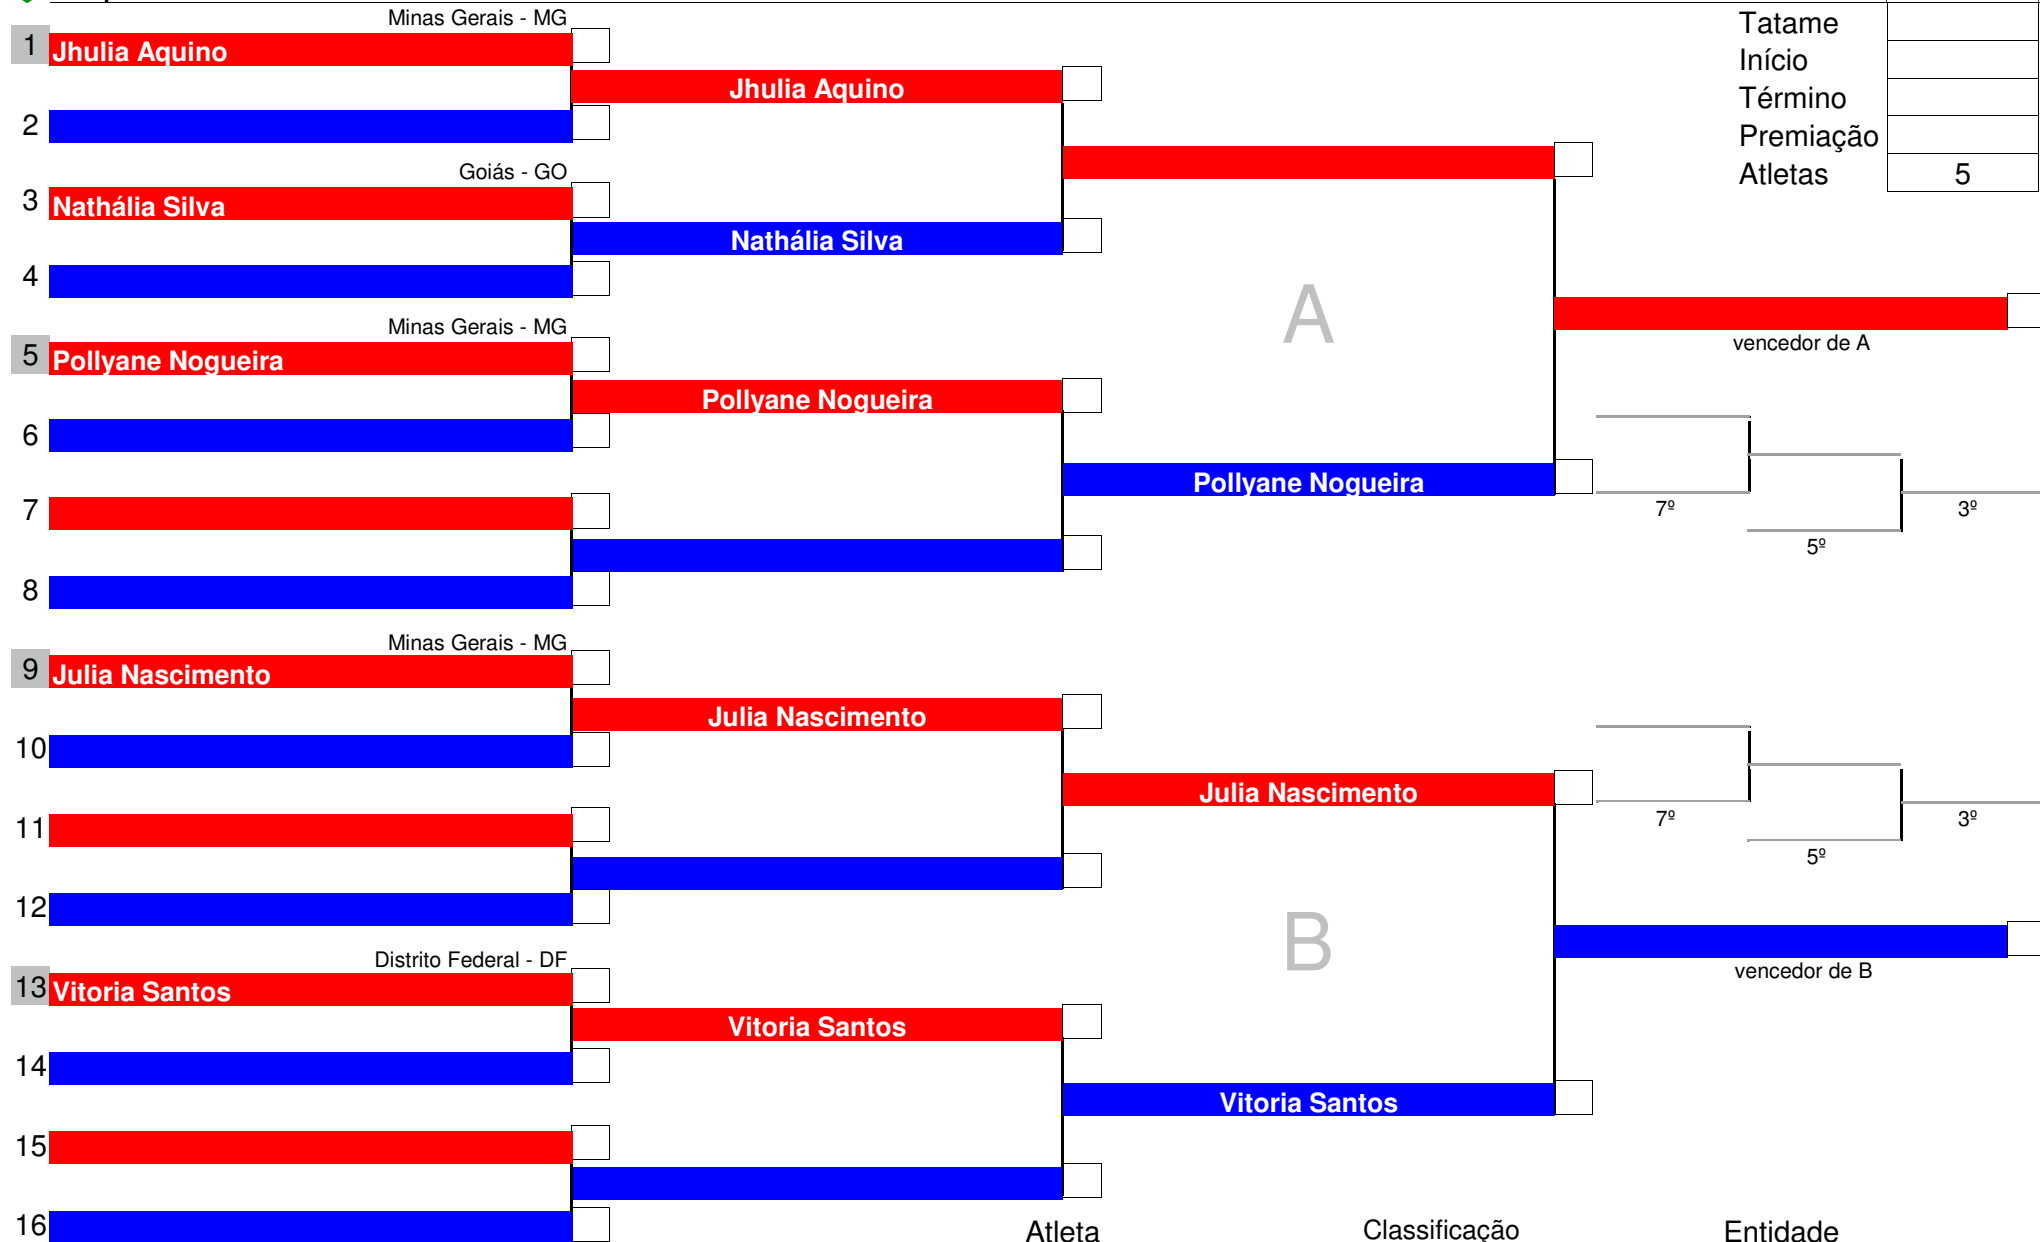 Minas Gerais - MG
1 Jhulia Aquino
Jhulia Aquino
2
Goiás - GO
3 Nathália Silva
Nathália Silva
4
Minas Gerais - MG
5 Pollyane Nogueira
Pollyane Nogueira
6
Pollyane Nogueira
7
8
Tatame
Início
Término
Premiação
Atletas 5
A
vencedor de A
7º
3º
5º
Minas Gerais - MG
9 Julia Nascimento
Julia Nascimento
10
Julia Nascimento
11
12
Distrito Federal - DF
13 Vitoria Santos
Vitoria Santos
14
Vitoria Santos
15
16
7º
3º
5º
B
vencedor de B
Atleta Classificação Entidade